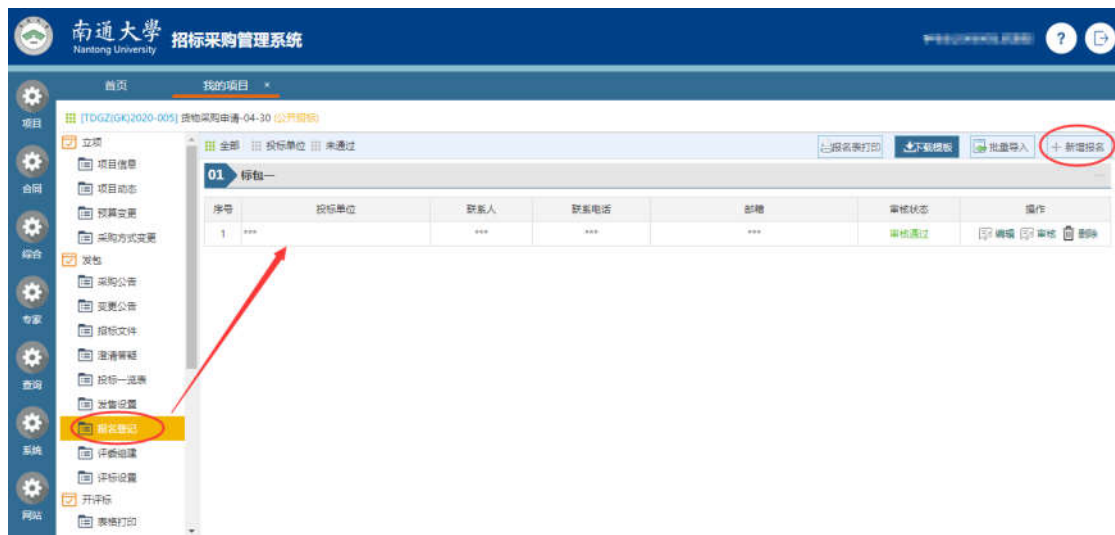 南通大學 招标采购管理系统
Nantong University
?
首页 我的项目 ×
[TDGZ(GK)2020-005] 货物采购申请-04-30 (公开招标)
项目
合同
综合
专家
查询
系统
网站
立项
项目信息
项目动态
预算变更
采购方式变更
发包
采购公告
变更公告
招标文件
澄清答疑
投标一览表
发售设置
报名登记
评委组建
评标设置
开评标
表格打印
全部 投标单位 未通过
报名表打印 下载模板 批量导入 + 新增报名
01 标包一
序号 投标单位 联系人 联系电话 邮箱 审核状态 操作
1 *** *** *** *** 审核通过 编辑 审核 删除